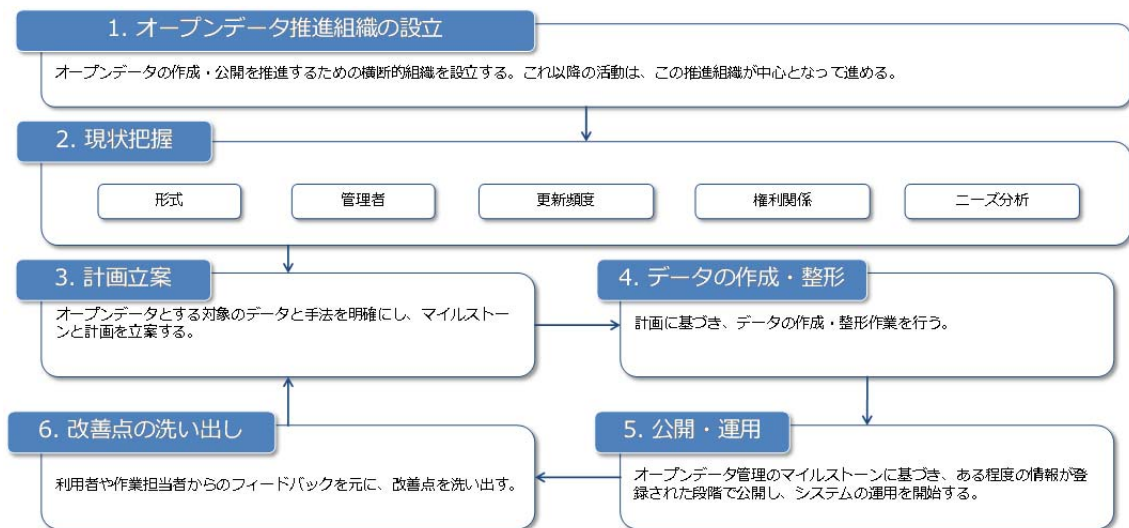 1. オープンデータ推進組織の設立
オープンデータの作成・公開を推進するための横断的組織を設立する。これ以降の活動は、この推進組織が中心となって進める。
2. 現状把握
形式
管理者
更新頻度
権利関係
ニーズ分析
3. 計画立案
オープンデータとする対象のデータと手法を明確にし、マイルストー
ンと計画を立案する。
4. データの作成・整形
計画に基づき、データの作成・整形作業を行う。
6. 改善点の洗い出し
利用者や作業担当者からのフィードバックを元に、改善点を洗い出す。
5. 公開・運用
オープンデータ管理のマイルストーンに基づき、ある程度の情報が登
録された段階で公開し、システムの運用を開始する。